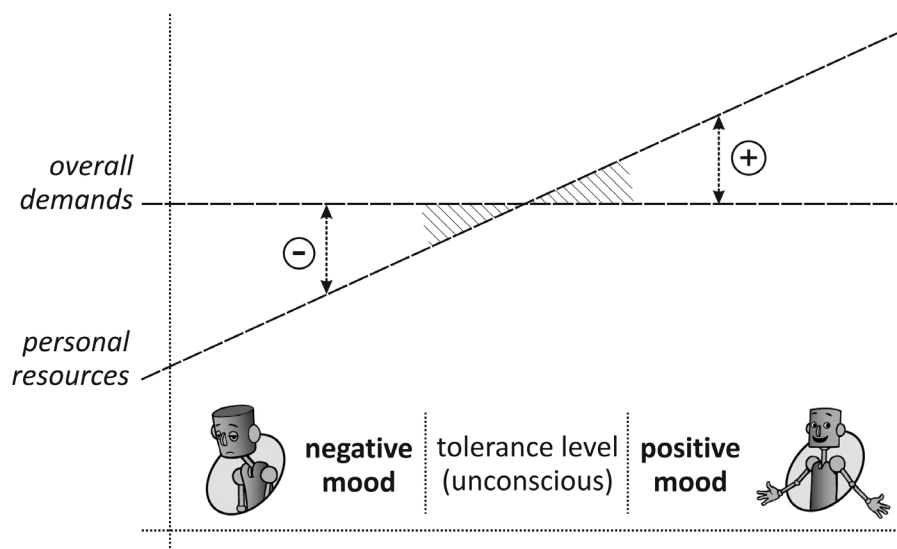 overall
demands
+
−
personal
resources
negative
mood
tolerance level
(unconscious)
positive
mood